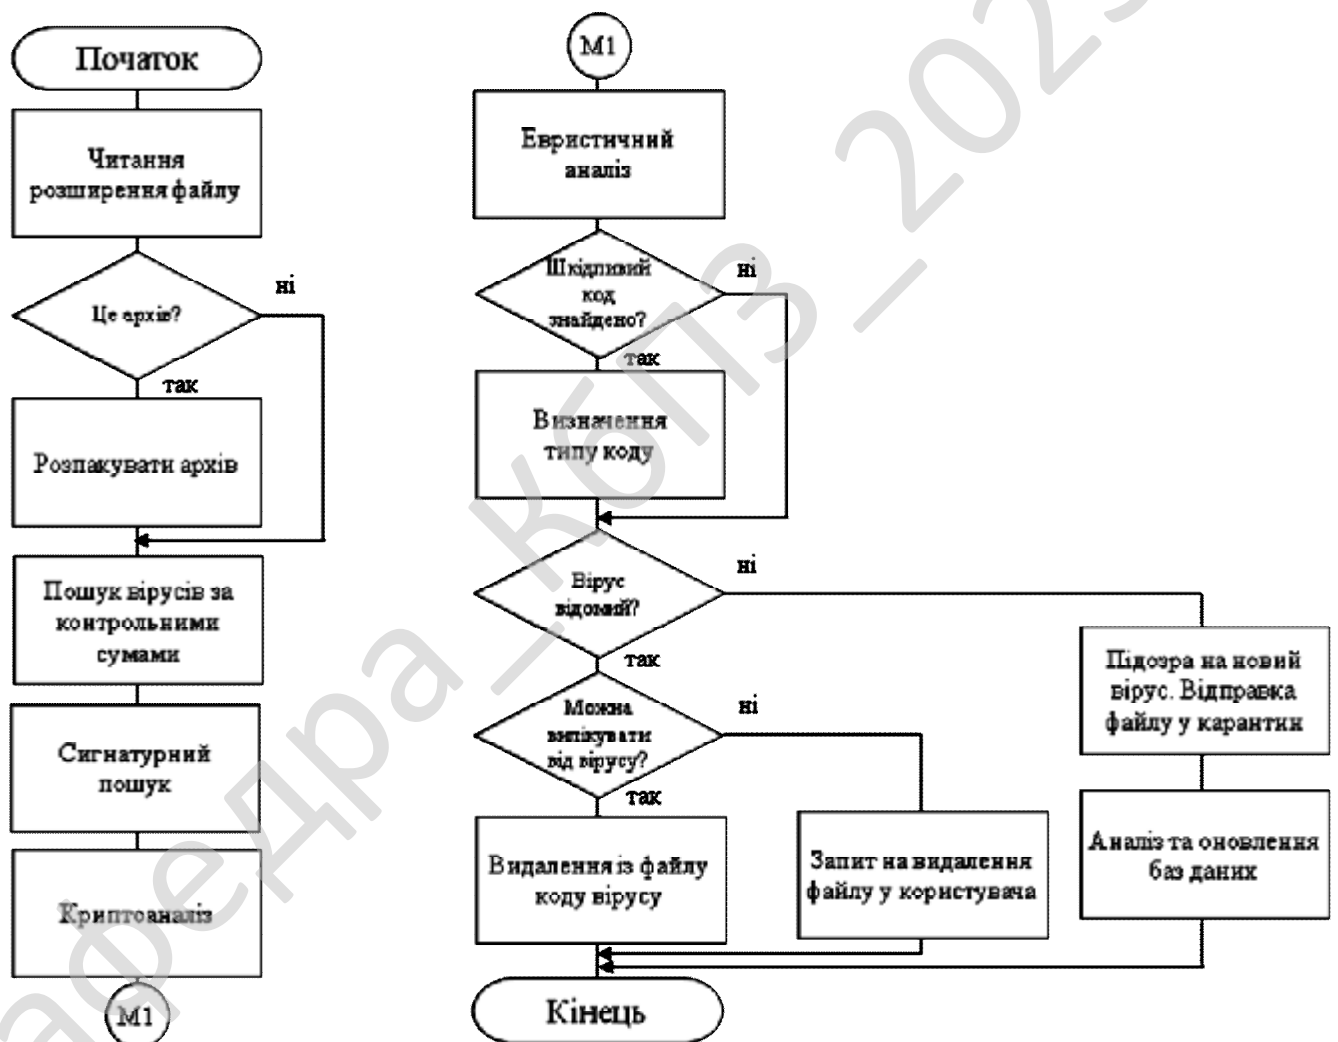 Початок
Читання
розширення файлу
Це архів?
ні
так
Розпакувати архів
Пошук вірусів за
контрольними
сумами
Сигнатурний
пошук
Криптоаналіз
М1
М1
Евристичний
аналіз
Шкідливий
код
знайдено?
ні
так
Визначення
типу коду
Вірус
відомий?
ні
так
Можна
вилікувати
від вірусу?
ні
так
Видалення із файлу
коду вірусу
Запит на видалення
файлу у користувача
Підозра на новий
вірус. Відправка
файлу у карантин
Аналіз та оновлення
баз даних
Кінець
афедра_КбПЗ_202